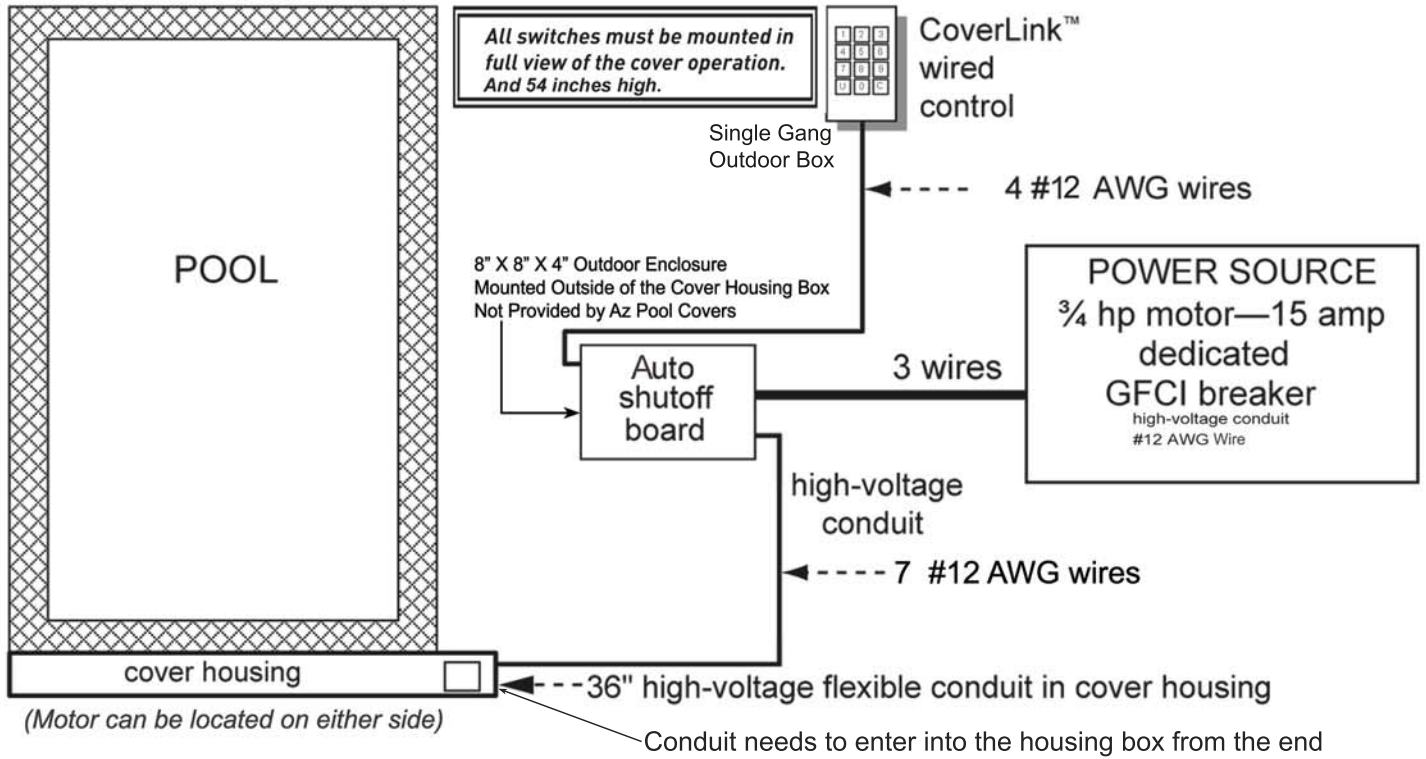 All switches must be mounted in
full view of the cover operation.
And 54 inches high.
1 2 3
4 5 6
7 8 9
U 0 C
CoverLink™
wired
control
Single Gang
Outdoor Box
4 #12 AWG wires
POOL
8" X 8" X 4" Outdoor Enclosure
Mounted Outside of the Cover Housing Box
Not Provided by Az Pool Covers
Auto
shutoff
board
3 wires
POWER SOURCE
¾ hp motor—15 amp
dedicated
GFCI breaker
high-voltage conduit
#12 AWG Wire
high-voltage
conduit
7 #12 AWG wires
cover housing
36" high-voltage flexible conduit in cover housing
(Motor can be located on either side)
Conduit needs to enter into the housing box from the end